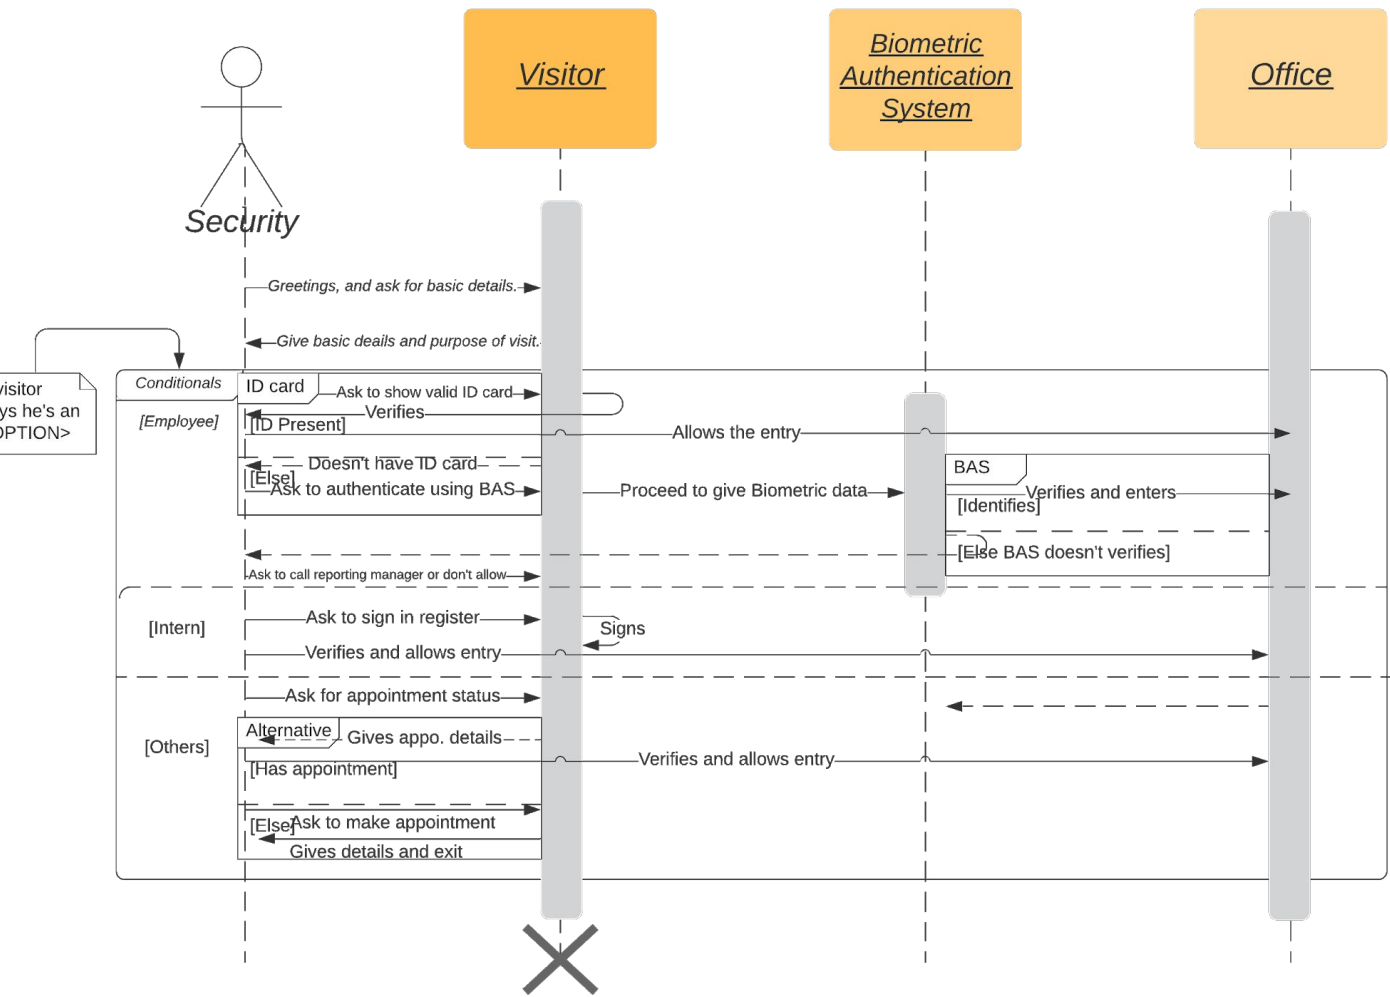 Visitor
Biometric
Authentication
System
Office
Security
Greetings, and ask for basic details.
Give basic deails and purpose of visit.
Conditionals
ID card
Ask to show valid ID card
visitor
ys he's an
OPTION>
[Employee]
Verifies
[ID Present]
Allows the entry
Doesn't have ID card
[Else]
Ask to authenticate using BAS
Proceed to give Biometric data
BAS
Verifies and enters
[Identifies]
[Else BAS doesn't verifies]
Ask to call reporting manager or don't allow
[Intern]
Ask to sign in register
Signs
Verifies and allows entry
Ask for appointment status
[Others]
Alternative
Gives appo. details
Verifies and allows entry
[Has appointment]
[Else]
Ask to make appointment
Gives details and exit